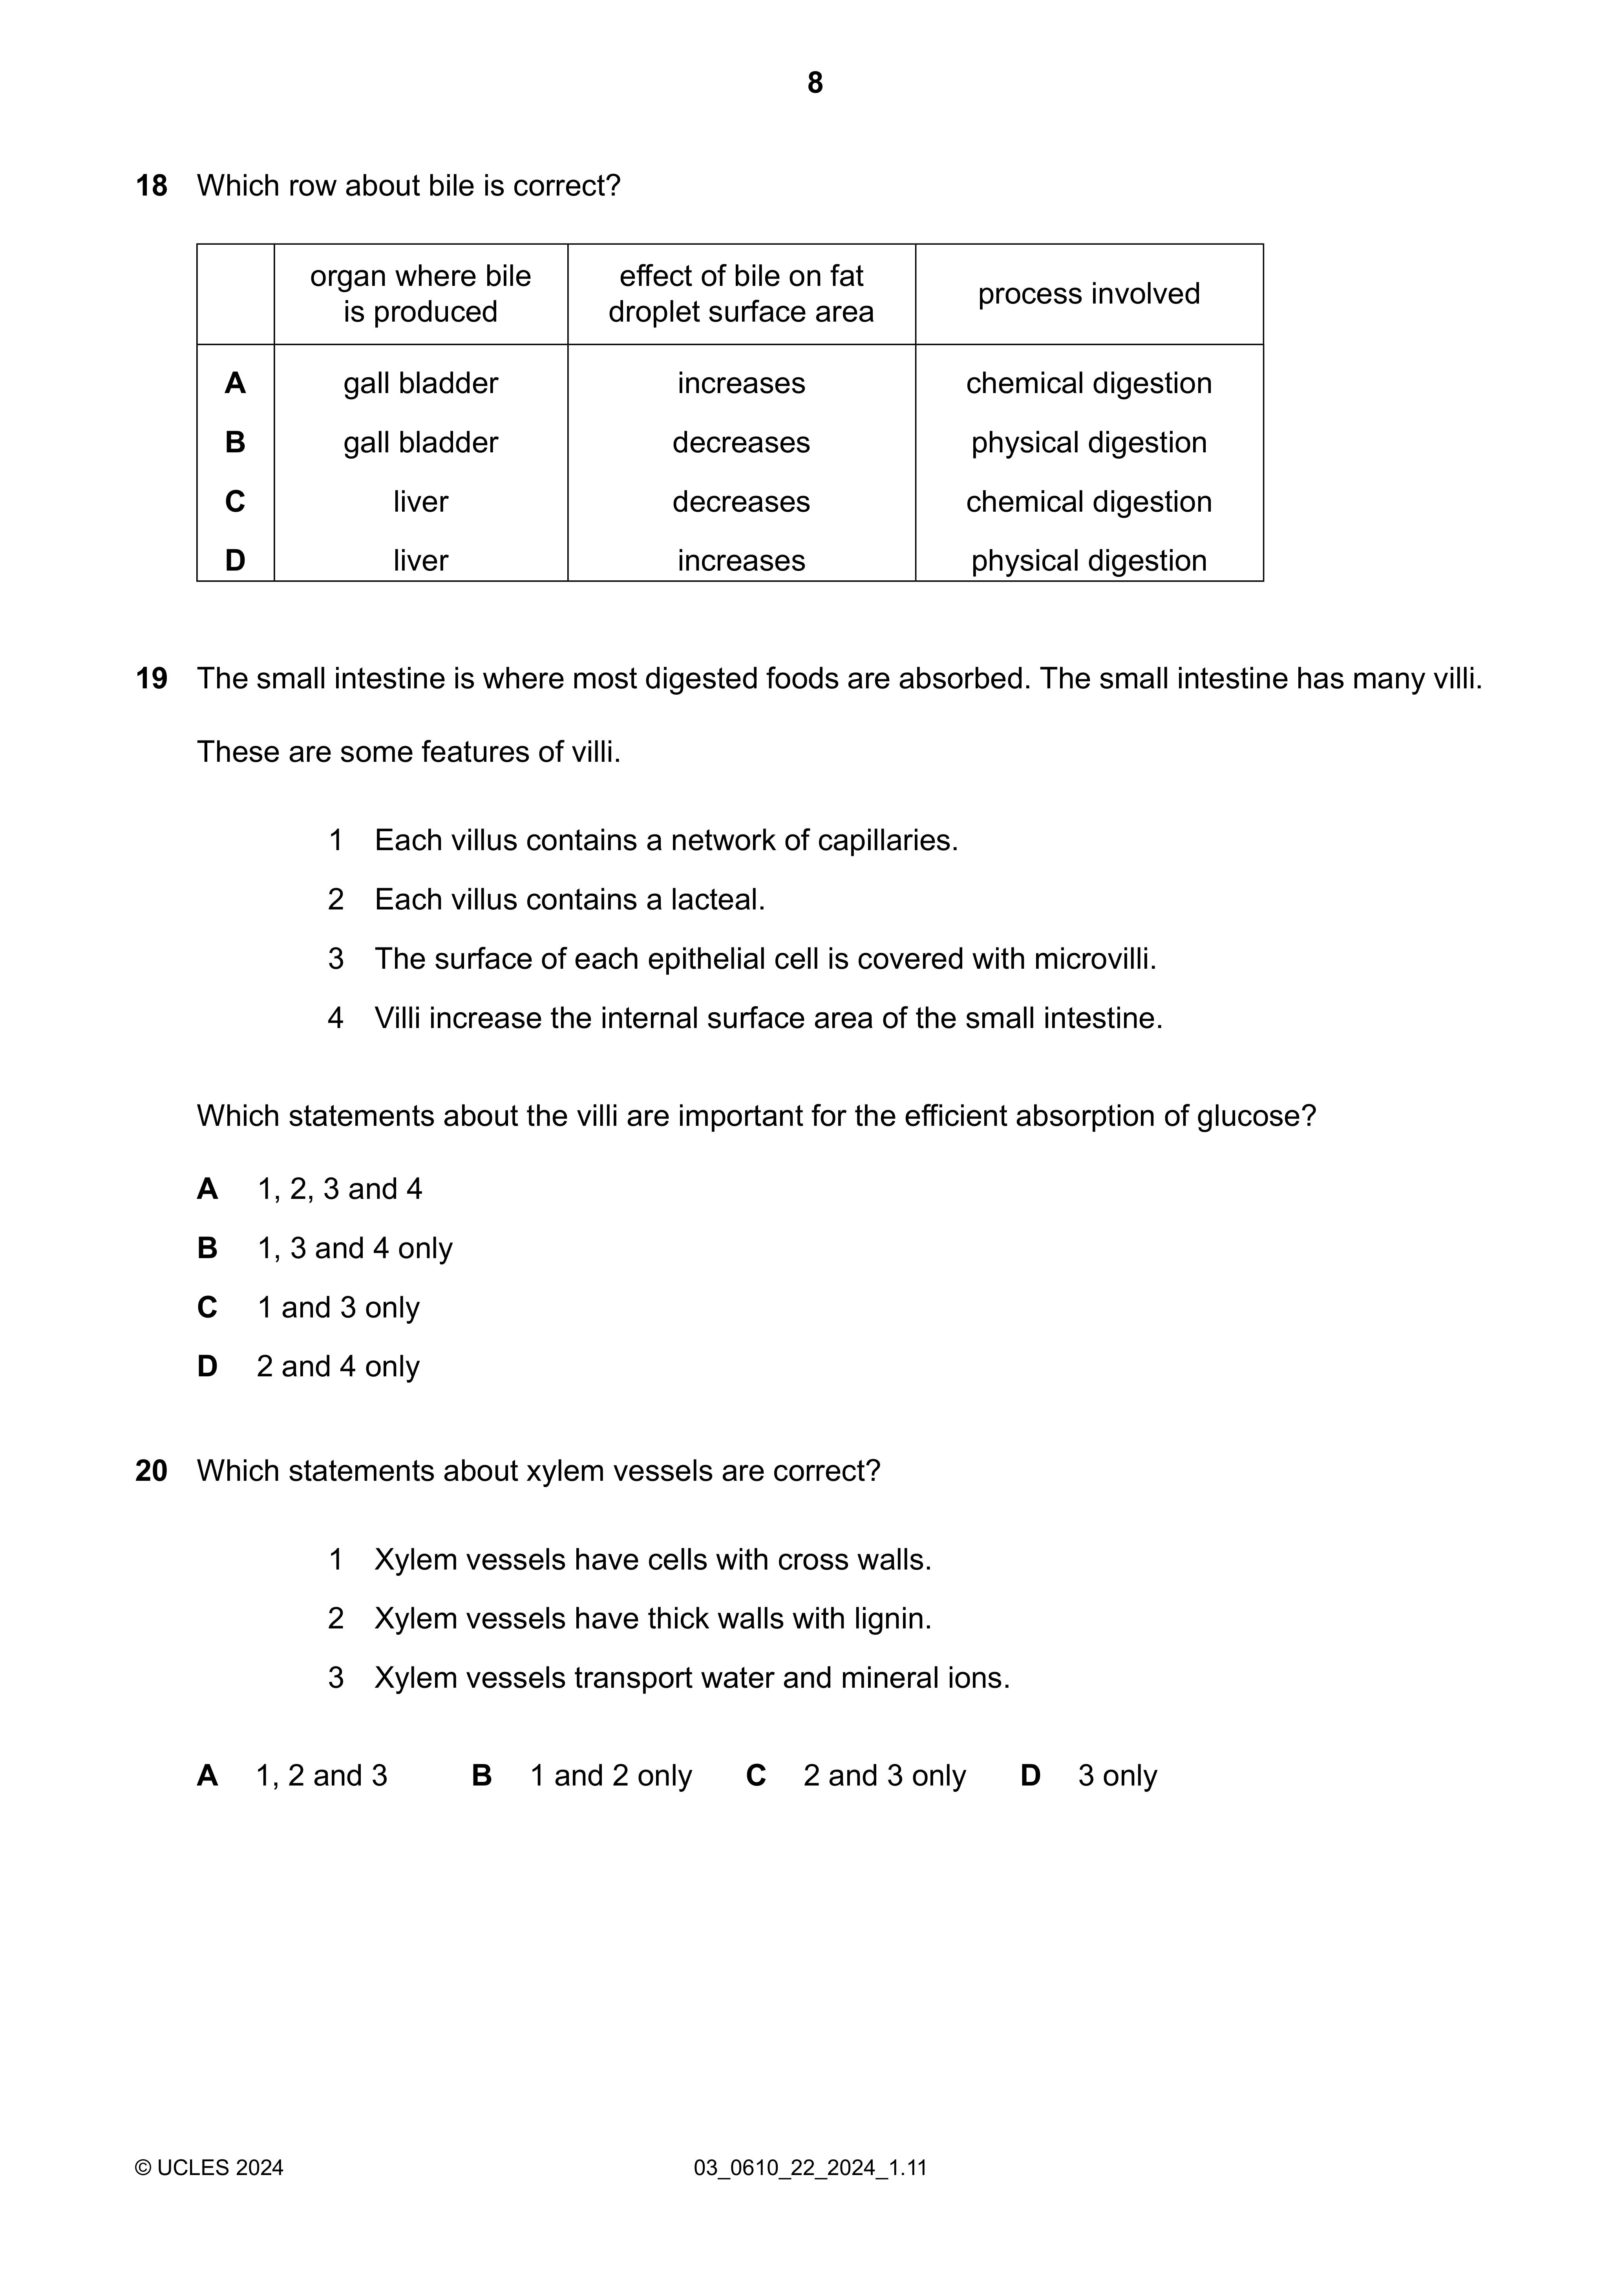 8
18 Which row about bile is correct?
organ where bile is produced effect of bile on fat droplet surface area process involved
A gall bladder increases chemical digestion
B gall bladder decreases physical digestion
C liver decreases chemical digestion
D liver increases physical digestion
19 The small intestine is where most digested foods are absorbed. The small intestine has many villi.
These are some features of villi.
1 Each villus contains a network of capillaries.
2 Each villus contains a lacteal.
3 The surface of each epithelial cell is covered with microvilli.
4 Villi increase the internal surface area of the small intestine.
Which statements about the villi are important for the efficient absorption of glucose?
A 1, 2, 3 and 4
B 1, 3 and 4 only
C 1 and 3 only
D 2 and 4 only
20 Which statements about xylem vessels are correct?
1 Xylem vessels have cells with cross walls.
2 Xylem vessels have thick walls with lignin.
3 Xylem vessels transport water and mineral ions.
A 1, 2 and 3 B 1 and 2 only C 2 and 3 only D 3 only
© UCLES 2024 03_0610_22_2024_1.11